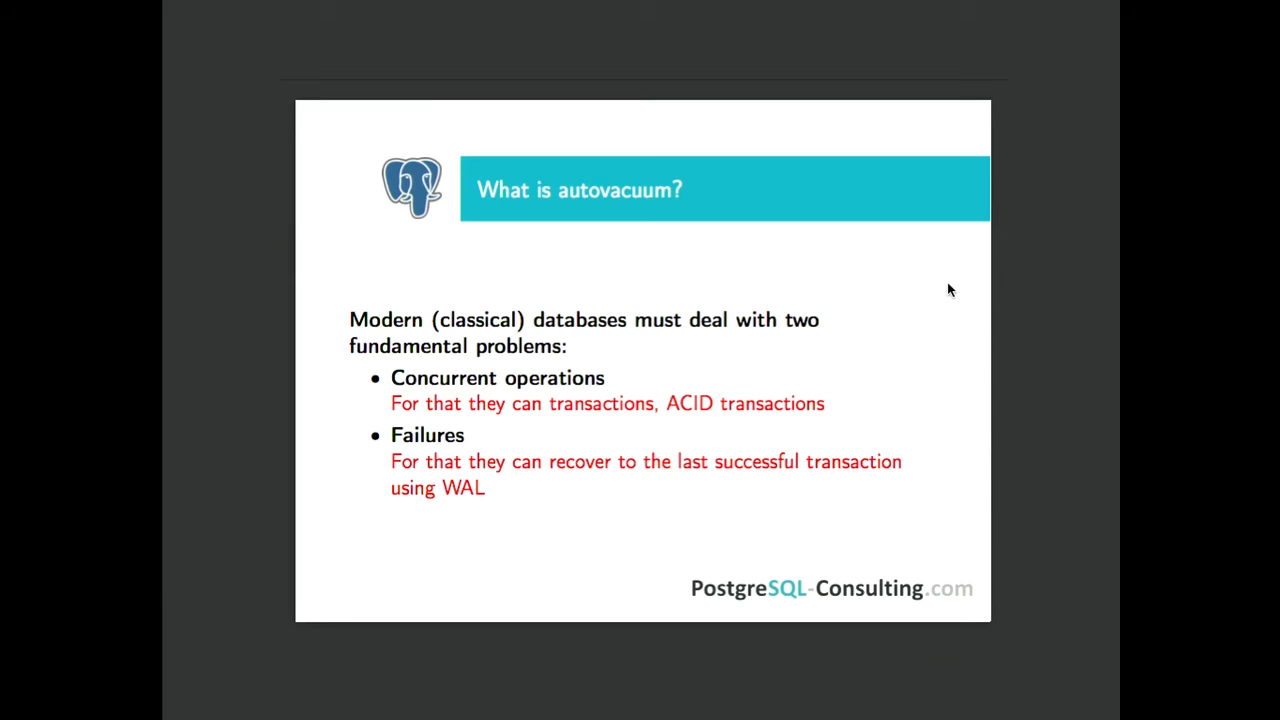 What is autovacuum?
Modern (classical) databases must deal with two
fundamental problems:
• Concurrent operations
For that they can transactions, ACID transactions
• Failures
For that they can recover to the last successful transaction
using WAL
PostgreSQL-Consulting.com